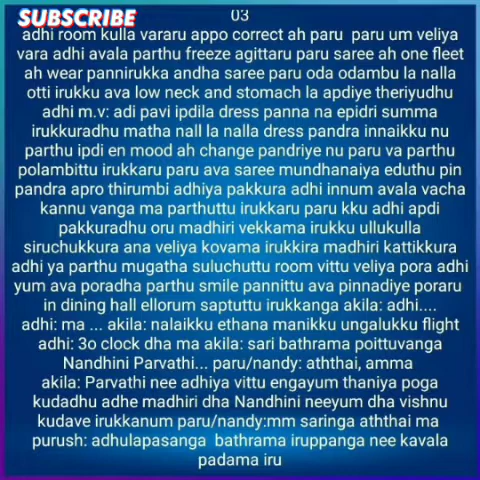 SUBSCRIBE
03
adhi room kulla vararu appo correct ah paru paru um veliya
vara adhi avala parthu freeze agittaru paru saree ah one fleet
ah wear pannirukka andha saree paru oda odambu la nalla
otti irukku ava low neck and stomach la apdiye theriyudhu
adhi m.v: adi pavi ipdila dress panna na epidri summa
irukkuradhu matha nall la nalla dress pandra innaikku nu
parthu ipdi en mood ah change pandriye nu paru va parthu
polambittu irukkaru paru ava saree mundhanaiya eduthu pin
pandra apro thirumbi adhiya pakkura adhi innum avala vacha
kannu vanga ma parthuttu irukkaru paru kku adhi apdi
pakkuradhu oru madhiri vekkama irukku ullukulla
siruchukkura ana veliya kovama irukkira madhiri kattikkura
adhi ya parthu mugatha suluchuttu room vittu veliya pora adhi
yum ava poradha parthu smile pannittu ava pinnadiye poraru
in dining hall ellorum saptuttu irukkanga akila: adhi....
adhi: ma ... akila: nalaikku ethana manikku ungalukku flight
adhi: 3o clock dha ma akila: sari bathrama poittuvanga
Nandhini Parvathi... paru/nandy: aththai, amma
akila: Parvathi nee adhiya vittu engayum thaniya poga
kudadhu adhe madhiri dha Nandhini neeyum dha vishnu
kudave irukkanum paru/nandy:mm saringa aththai ma
purush: adhulapasanga bathrama iruppanga nee kavala
padama iru